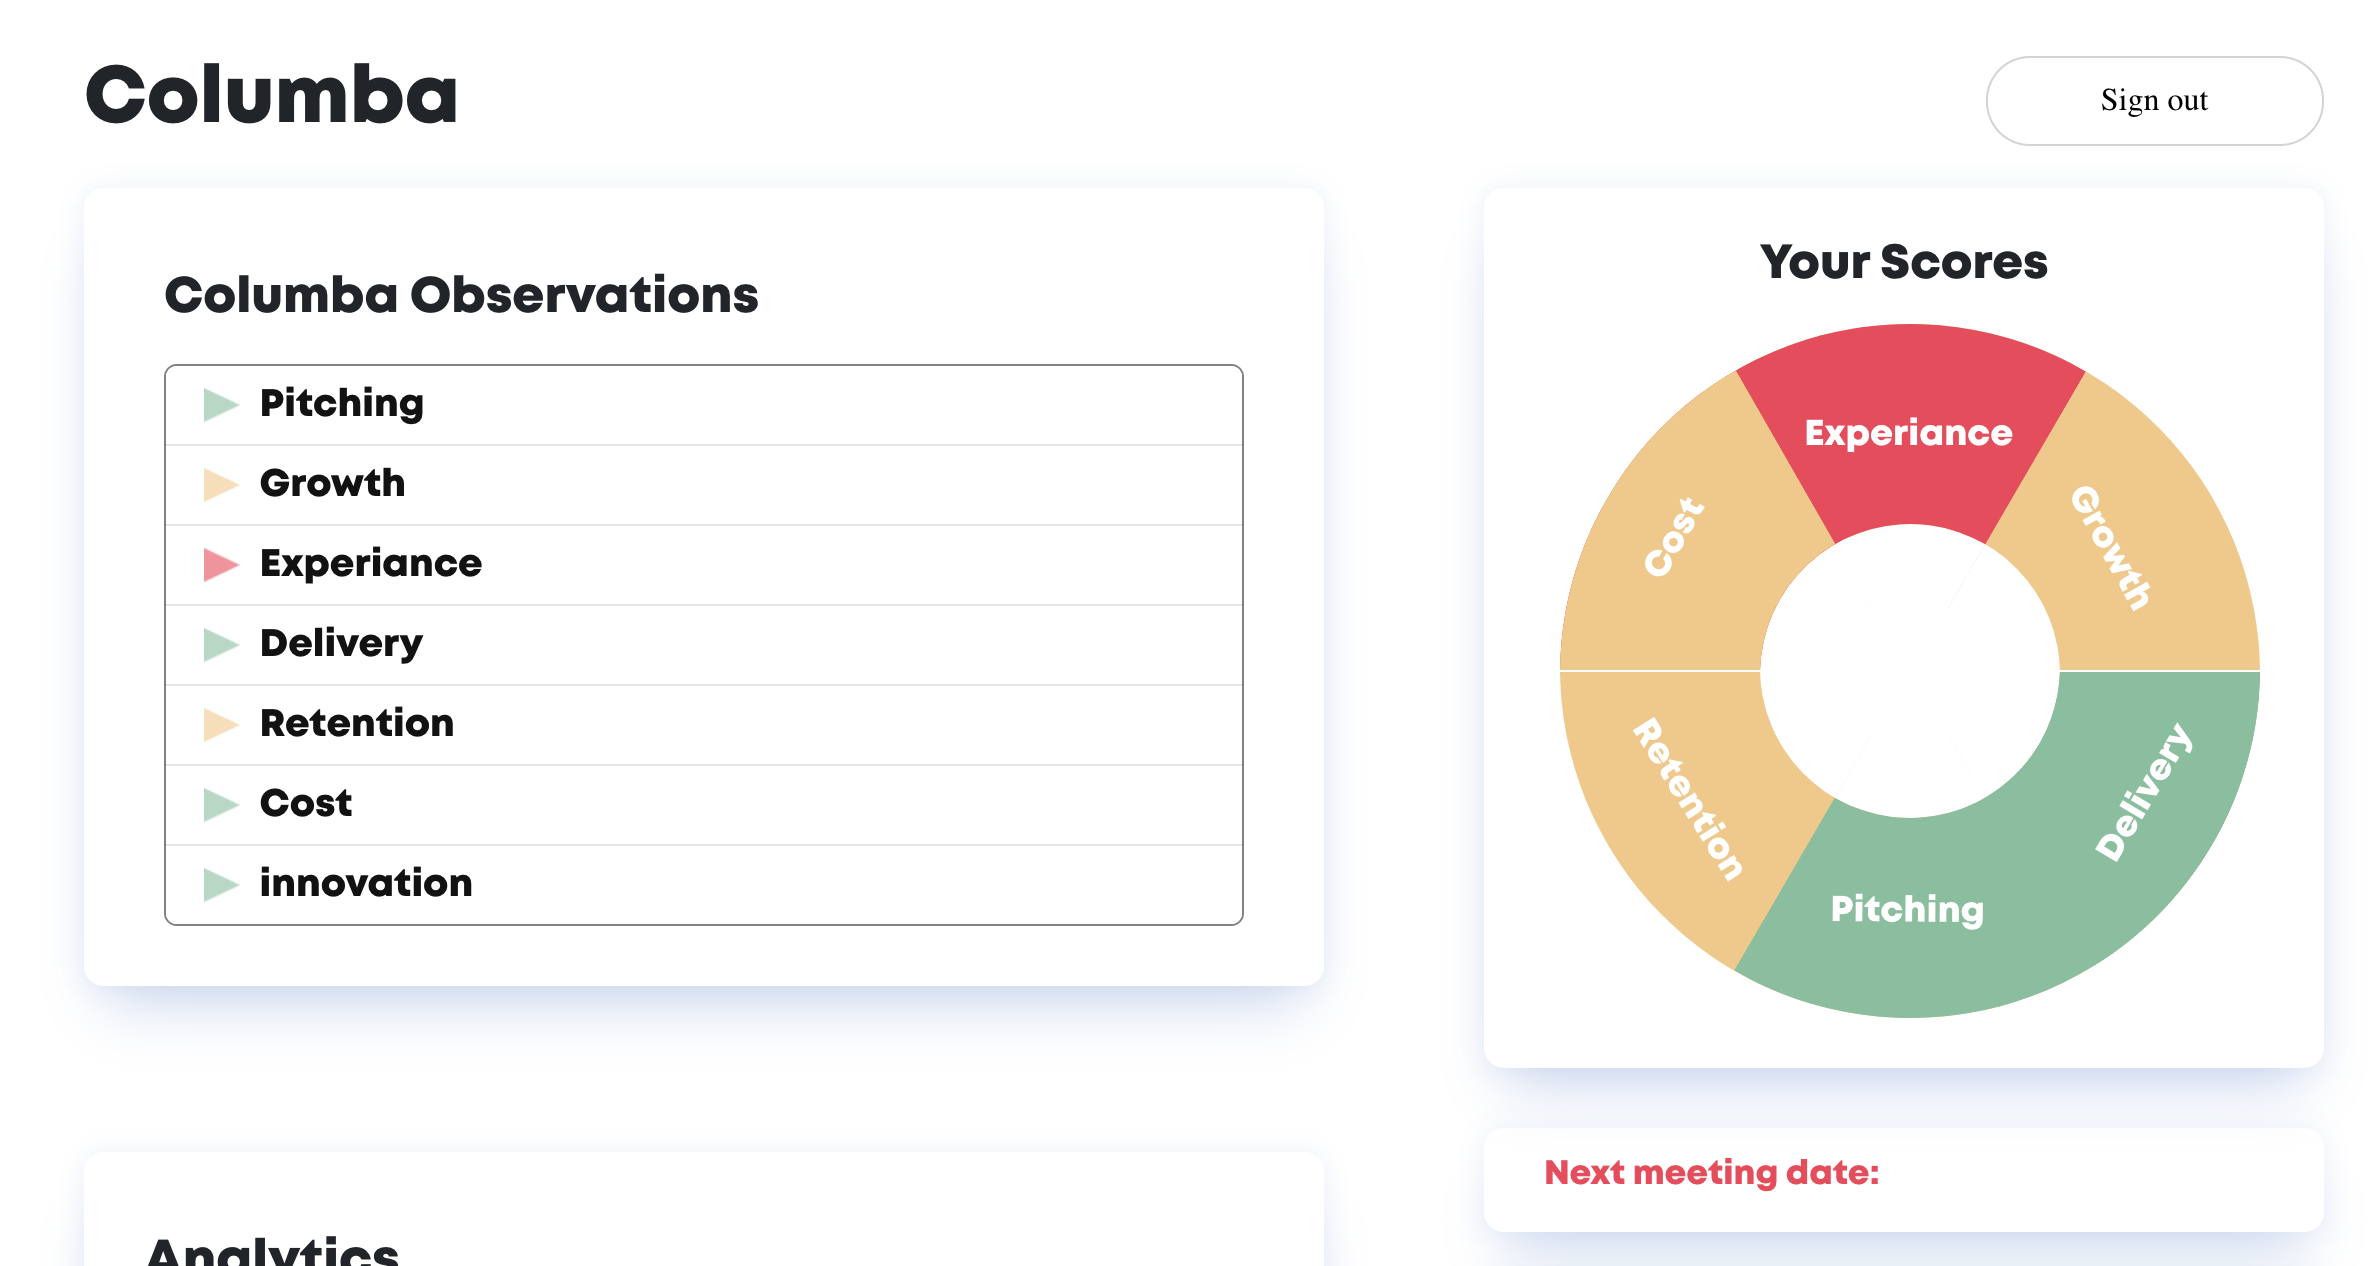 Columba
Sign out
Columba Observations
Pitching
Growth
Experiance
Delivery
Retention
Cost
innovation
Your Scores
Experiance
Growth
Delivery
Pitching
Retention
Cost
Next meeting date:
Analytics